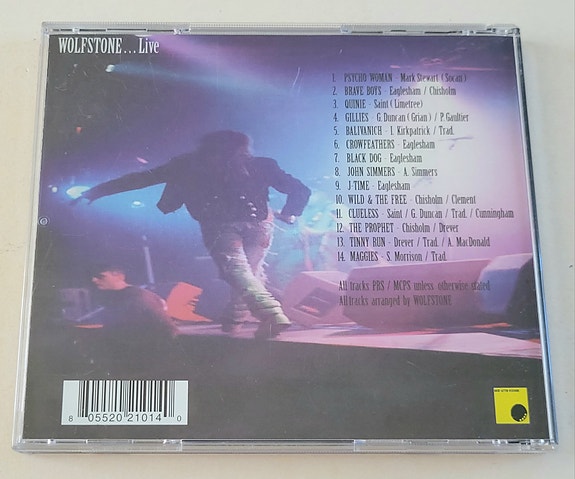 WOLFSTONE... Live
1. PSYCHO WOMAN - Mark Stewart (Socan)
2. BRAVE BOYS - Eaglesham / Chisholm
3. QUINIE - Saint (Limetree)
4. GILLIES - G. Duncan (Grian) / P. Gaultier
5. BALIVANICH - I. Kirkpatrick / Trad.
6. CROWFEATHERS - Eaglesham
7. BLACK DOG - Eaglesham
8. JOHN SIMMERS - A. Simmers
9. J-TIME - Eaglesham
10. WILD & THE FREE - Chisholm / Clement
11. CLUELESS - Saint / G. Duncan / Trad. / Cunningham
12. THE PROPHET - Chisholm / Drever
13. TINNY RUN - Drever / Trad. / A. MacDonald
14. MAGGIES - S. Morrison / Trad.
All tracks PRS / MCPS unless otherwise stated
All tracks arranged by WOLFSTONE
8 05520 21014 0